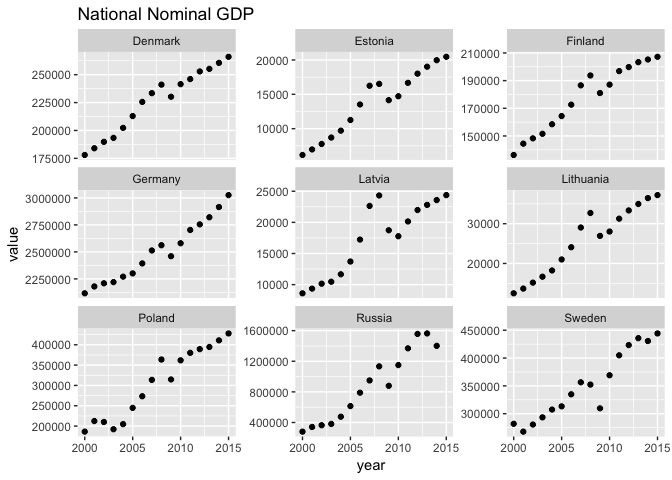 National Nominal GDP
Denmark
Estonia
Finland
250000
225000
200000
175000
20000
10000
210000
190000
170000
150000
Germany
Latvia
Lithuania
3000000
2750000
2500000
2250000
25000
20000
15000
10000
30000
20000
value
Poland
Russia
Sweden
400000
350000
300000
250000
200000
1600000
1200000
800000
400000
450000
400000
350000
300000
2000 2005 2010 2015
2000 2005 2010 2015
2000 2005 2010 2015
year